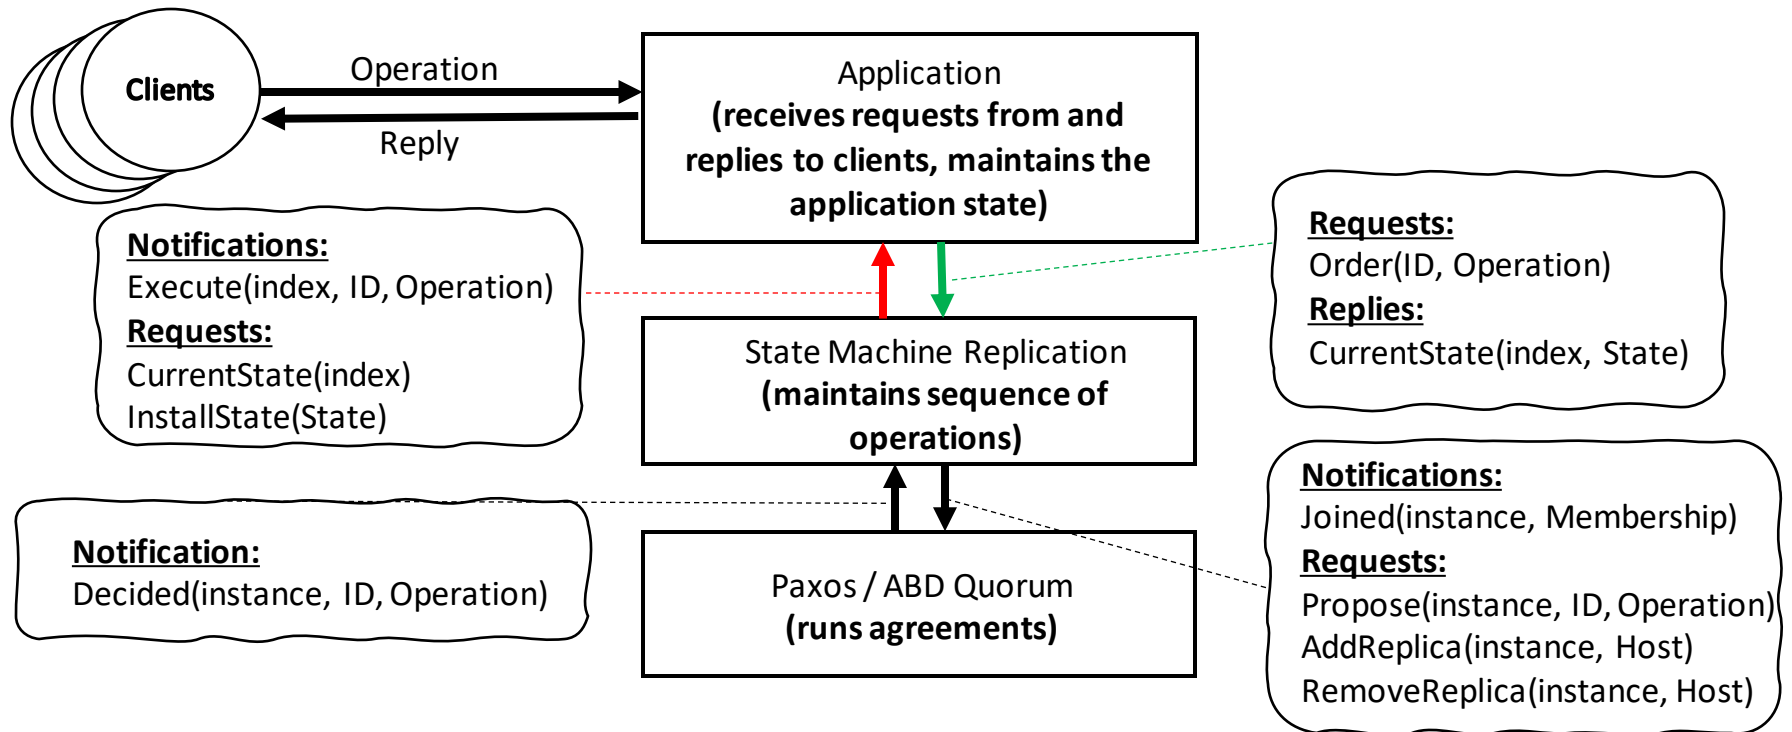 Clients
Operation
Reply
Application
(receives requests from and
replies to clients, maintains the
application state)
Notifications:
Execute(index, ID, Operation)
Requests:
CurrentState(index)
InstallState(State)
Requests:
Order(ID, Operation)
Replies:
CurrentState(index, State)
State Machine Replication
(maintains sequence of
operations)
Notification:
Decided(instance, ID, Operation)
Paxos / ABD Quorum
(runs agreements)
Notifications:
Joined(instance, Membership)
Requests:
Propose(instance, ID, Operation)
AddReplica(instance, Host)
RemoveReplica(instance, Host)